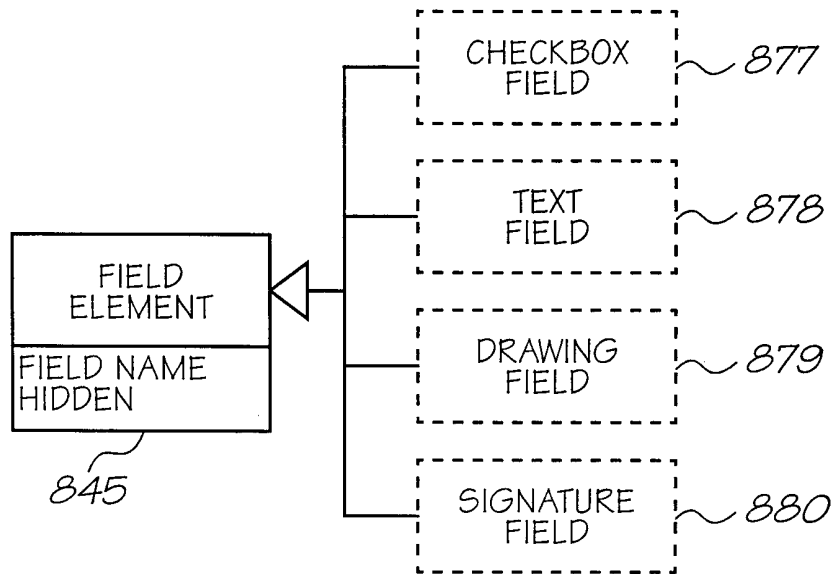 CHECKBOX
FIELD
877
TEXT
FIELD
878
FIELD
ELEMENT
FIELD NAME
HIDDEN
845
DRAWING
FIELD
879
SIGNATURE
FIELD
880